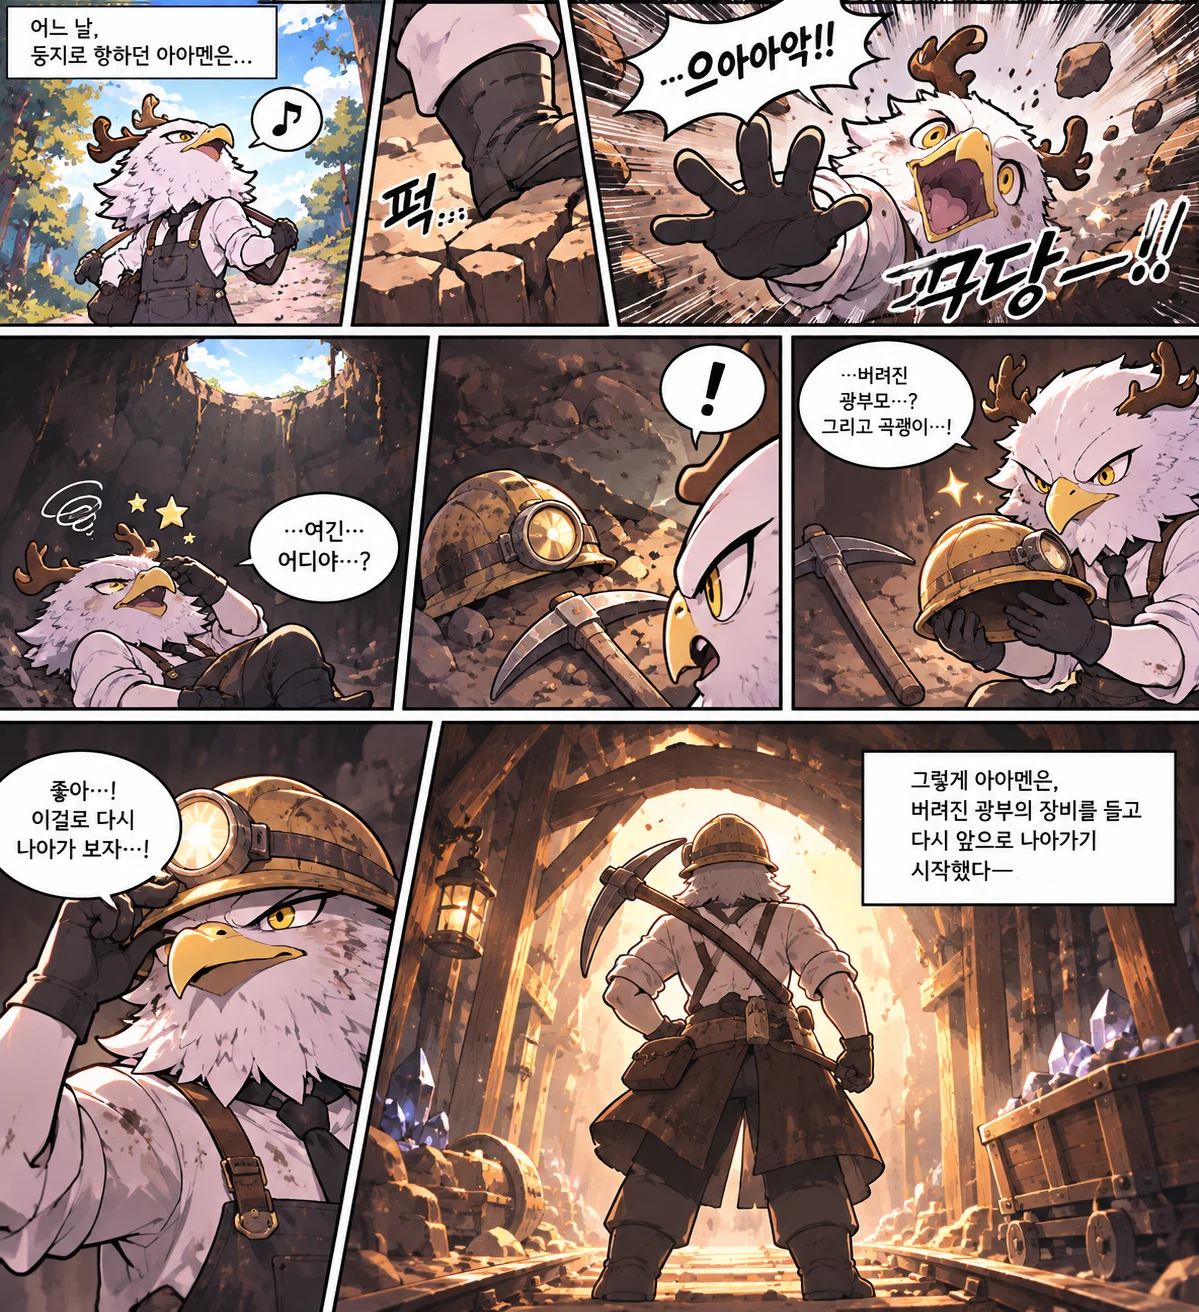 어느 날,
둥지로 향하던 아아멘은...
♪
퍽...
...으아아악!!
꾸당ㅡ!!
...여긴...
어디야...?
!
...버려진
광부모...?
그리고 곡괭이...!
좋아...!
이걸로 다시
나아가 보자...!
그렇게 아아멘은,
버려진 광부의 장비를 들고
다시 앞으로 나아가기
시작했다—